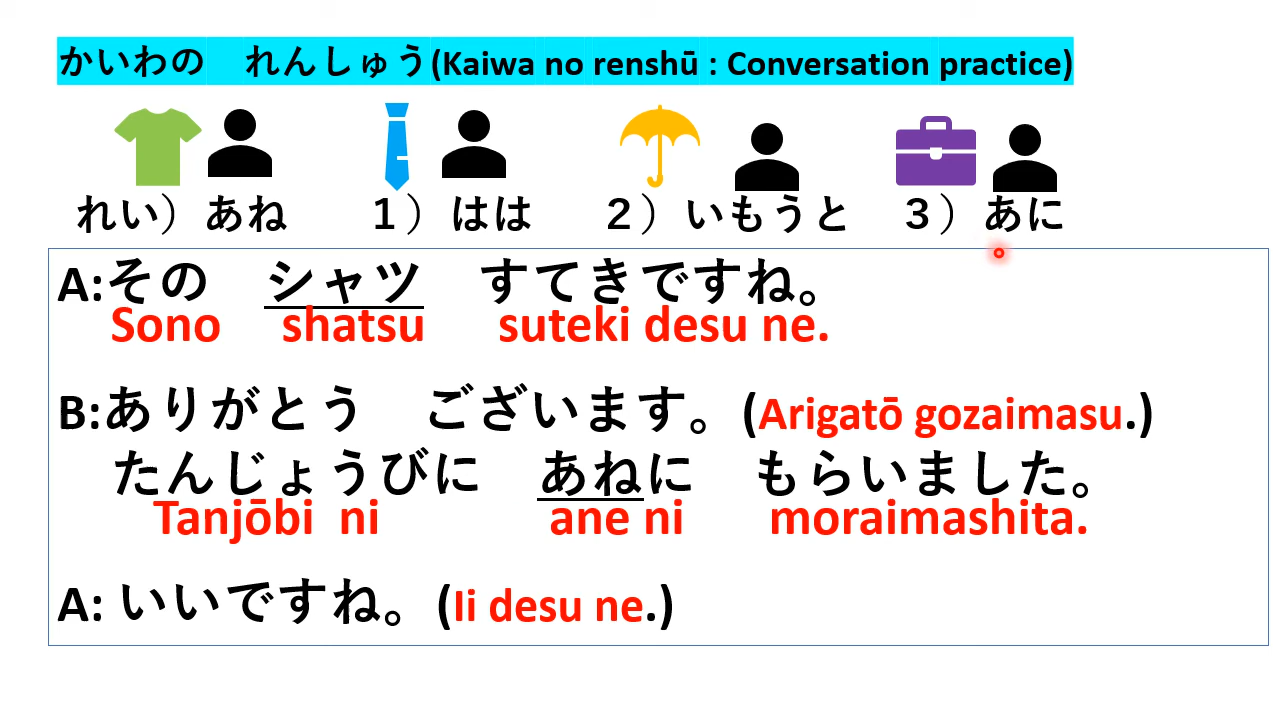 かいわの　れんしゅう(Kaiwa no renshū : Conversation practice)
れい）あね　１）はは　２）いもうと　３）あに
A:その　シャツ　すてきですね。
Sono shatsu suteki desu ne.
B:ありがとう　ございます。(Arigatō gozaimasu.)
たんじょうびに　あねに　もらいました。
Tanjōbi ni ane ni moraimashita.
A: いいですね。(Ii desu ne.)